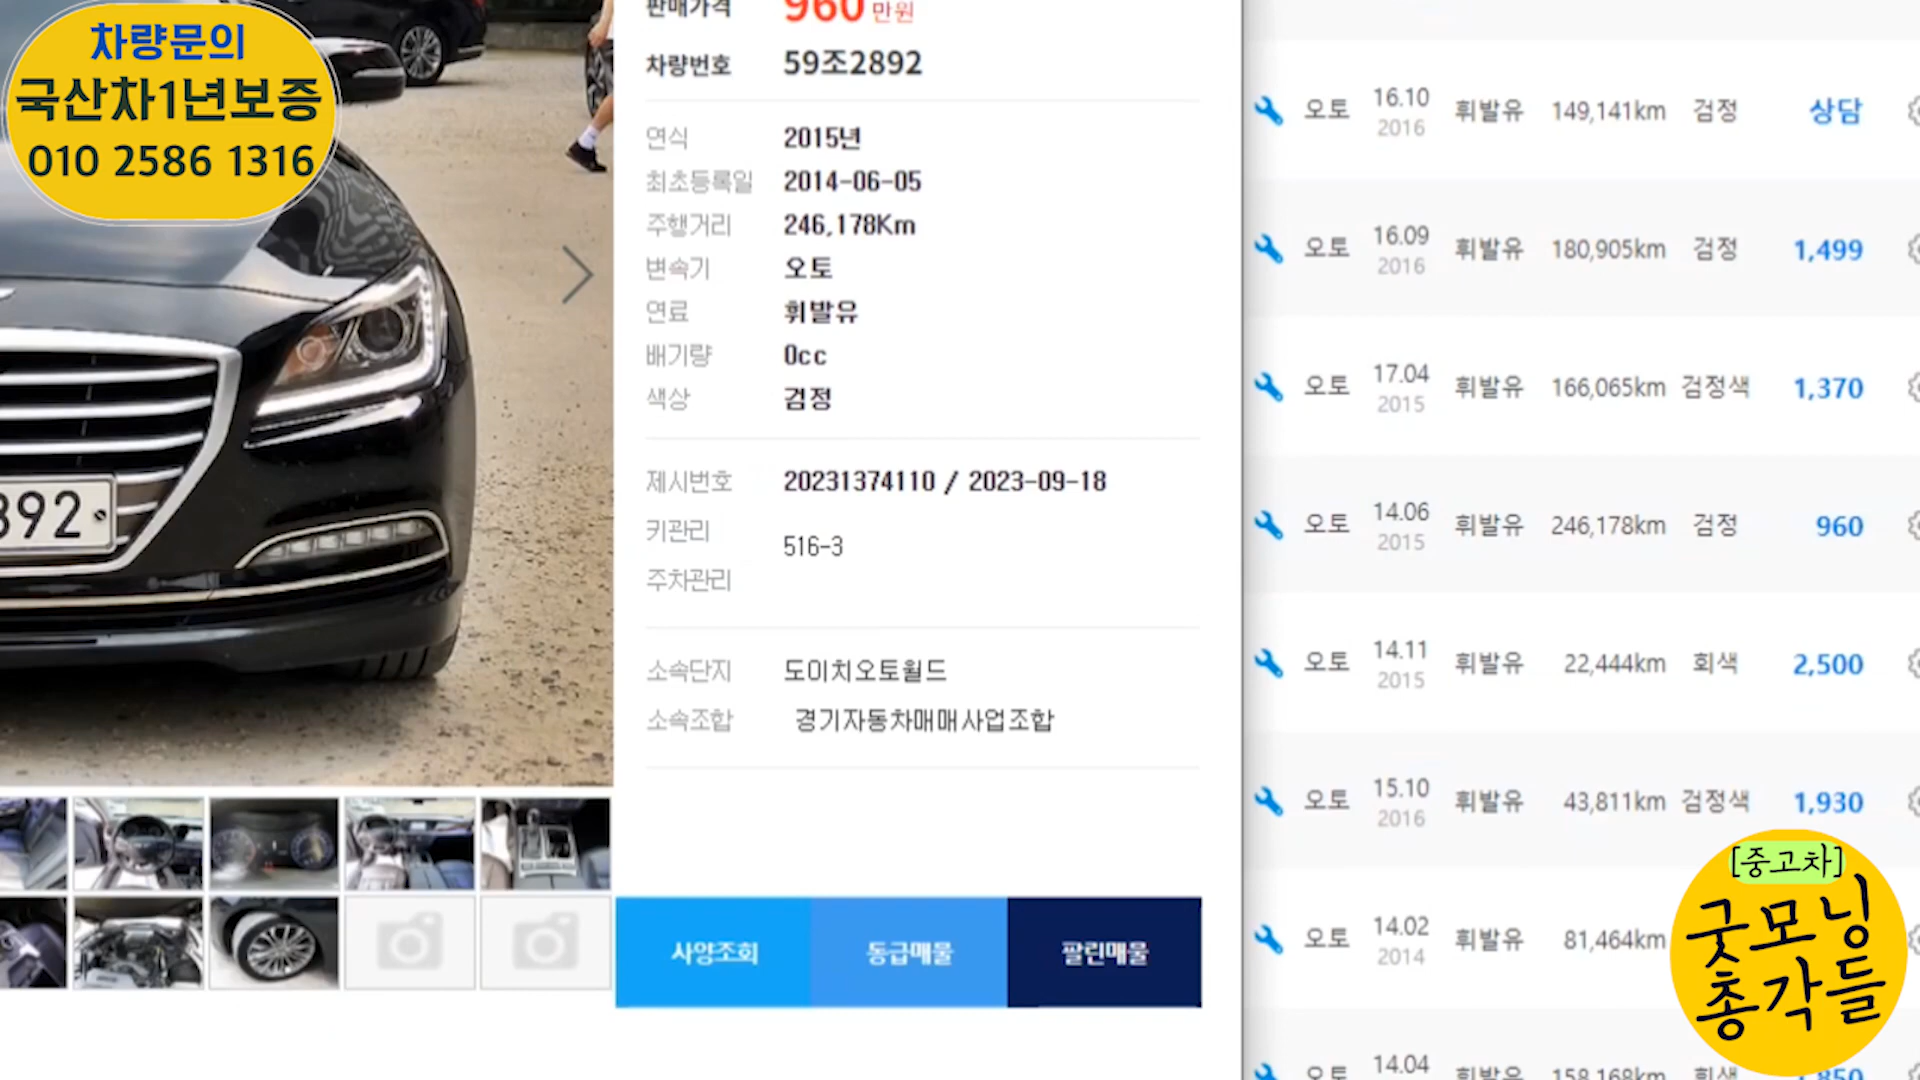 차량문의
국산차1년보증
010 2586 1316
892
판매가격 960 만원
차량번호 59조2892
연식 2015년
최초등록일 2014-06-05
주행거리 246,178Km
변속기 오토
연료 휘발유
배기량 0cc
색상 검정
제시번호 20231374110 / 2023-09-18
키관리 516-3
주차관리
소속단지 도이치오토월드
소속조합 경기자동차매매사업조합
사양조회 동급매물 팔린매물
오토 16.10 2016 휘발유 149,141km 검정 상담
오토 16.09 2016 휘발유 180,905km 검정 1,499
오토 17.04 2015 휘발유 166,065km 검정색 1,370
오토 14.06 2015 휘발유 246,178km 검정 960
오토 14.11 2015 휘발유 22,444km 회색 2,500
오토 15.10 2016 휘발유 43,811km 검정색 1,930
오토 14.02 2014 휘발유 81,464km
오토 14.04 휘발유 158,168km 회색 1,850
[중고차]
굿모닝
총각들